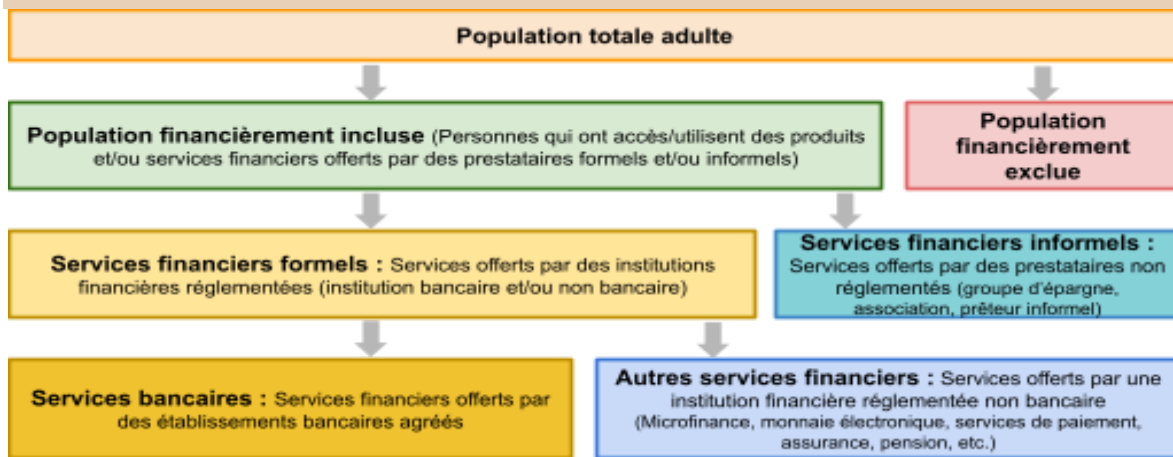 Population totale adulte
Population financièrement incluse (Personnes qui ont accès/utilisent des produits
et/ou services financiers offerts par des prestataires formels et/ou informels)
Population
financièrement
exclue
Services financiers formels : Services offerts par des institutions
financières réglementées (institution bancaire et/ou non bancaire)
Services financiers informels :
Services offerts par des prestataires non
réglementés (groupe d'épargne,
association, prêteur informel)
Services bancaires : Services financiers offerts par
des établissements bancaires agréés
Autres services financiers : Services offerts par une
institution financière réglementée non bancaire
(Microfinance, monnaie électronique, services de paiement,
assurance, pension, etc.)